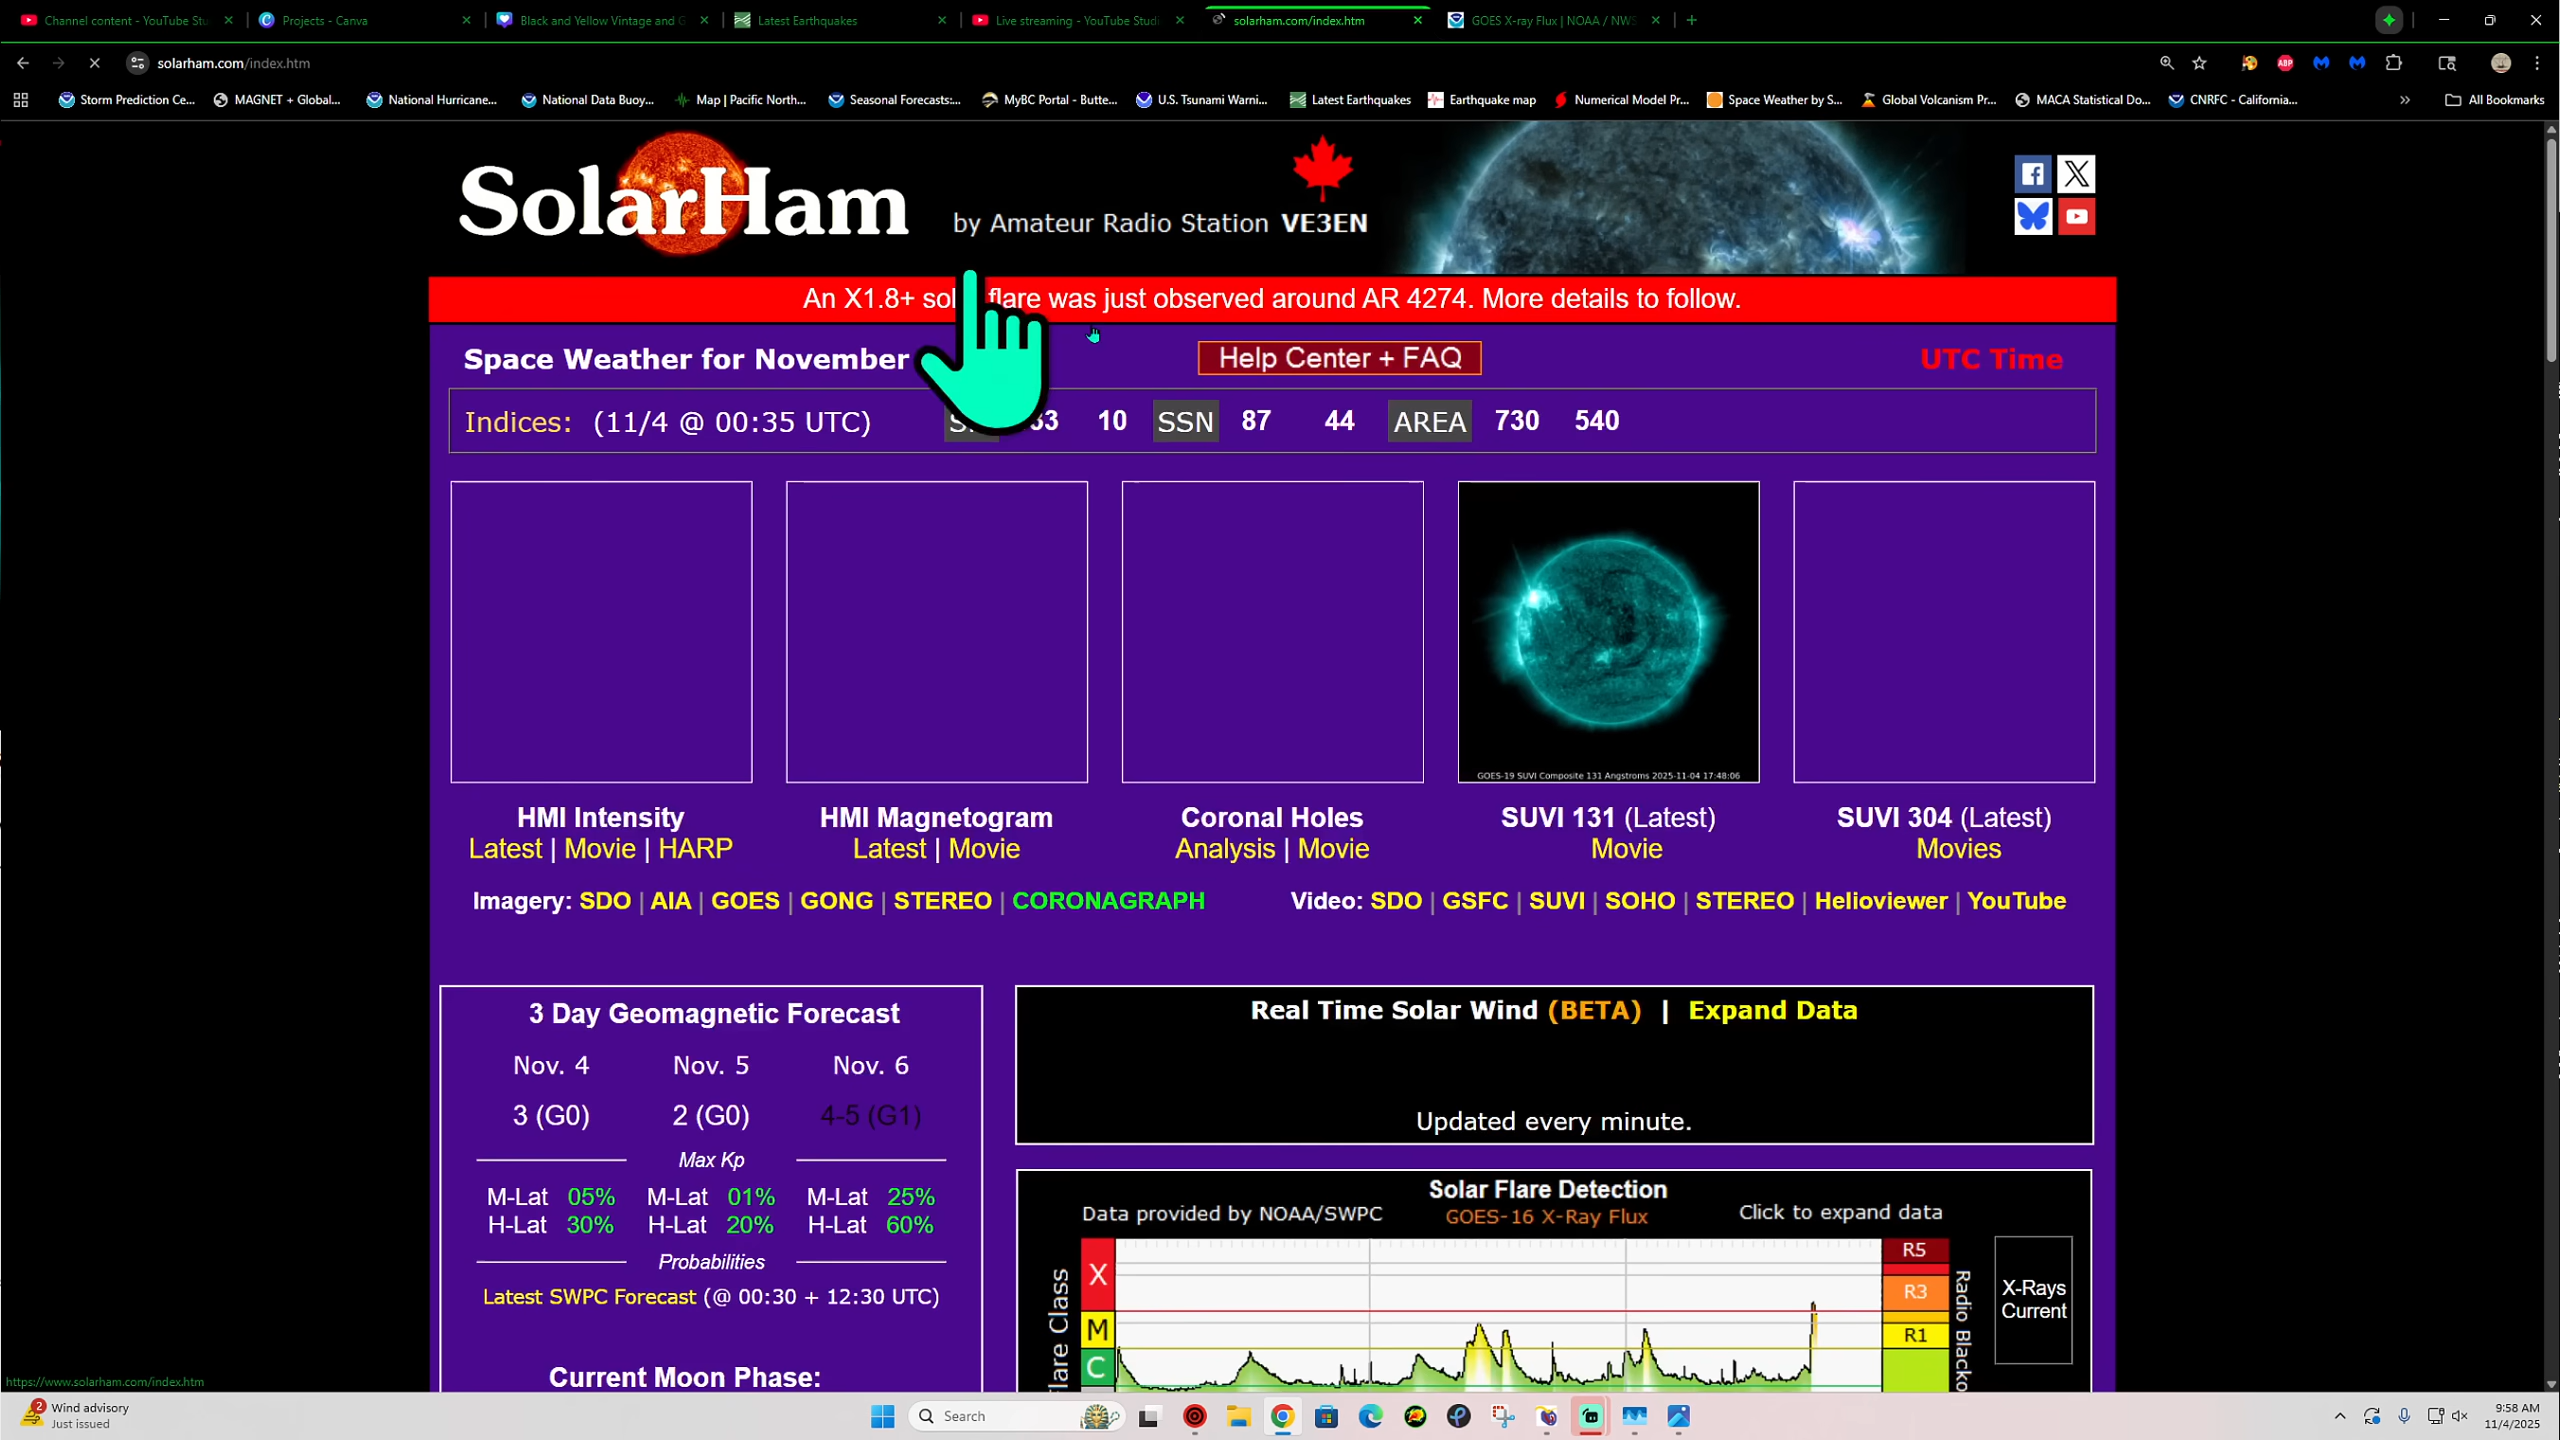 Channel content - YouTube Stu
Projects - Canva
Black and Yellow Vintage and G
Latest Earthquakes
Live streaming - YouTube Studi
solarham.com/index.htm
GOES X-ray Flux | NOAA / NWS
solarham.com/index.htm
ABP
Storm Prediction Ce...
MAGNET + Global...
National Hurricane...
National Data Buoy...
Map | Pacific North...
Seasonal Forecasts:...
MyBC Portal - Butte...
U.S. Tsunami Warni...
Latest Earthquakes
Earthquake map
Numerical Model Pr...
Space Weather by S...
Global Volcanism Pr...
MACA Statistical Do...
CNRFC - California...
All Bookmarks
SolarHam
by Amateur Radio Station VE3EN
An X1.8+ so flare was just observed around AR 4274. More details to follow.
Space Weather for November
Help Center + FAQ
UTC Time
Indices: (11/4 @ 00:35 UTC) 10 SSN 87 44 AREA 730 540
GOES-19 SUVI Composite 131 Angstroms 2025-11-04 17:48:06
HMI Intensity
Latest | Movie | HARP
HMI Magnetogram
Latest | Movie
Coronal Holes
Analysis | Movie
SUVI 131 (Latest)
Movie
SUVI 304 (Latest)
Movies
Imagery: SDO | AIA | GOES | GONG | STEREO | CORONAGRAPH
Video: SDO | GSFC | SUVI | SOHO | STEREO | Helioviewer | YouTube
3 Day Geomagnetic Forecast
Nov. 4 Nov. 5 Nov. 6
3 (G0) 2 (G0) 4-5 (G1)
Max Kp
M-Lat 05% M-Lat 01% M-Lat 25%
H-Lat 30% H-Lat 20% H-Lat 60%
Probabilities
Latest SWPC Forecast (@ 00:30 + 12:30 UTC)
Current Moon Phase:
Real Time Solar Wind (BETA) | Expand Data
Updated every minute.
Solar Flare Detection
Data provided by NOAA/SWPC
GOES-16 X-Ray Flux
Click to expand data
Flare Class
X
M
C
R5
R3
R1
Radio Blacko
X-Rays
Current
https://www.solarham.com/index.htm
2
Wind advisory
Just issued
Search
9:58 AM
11/4/2025